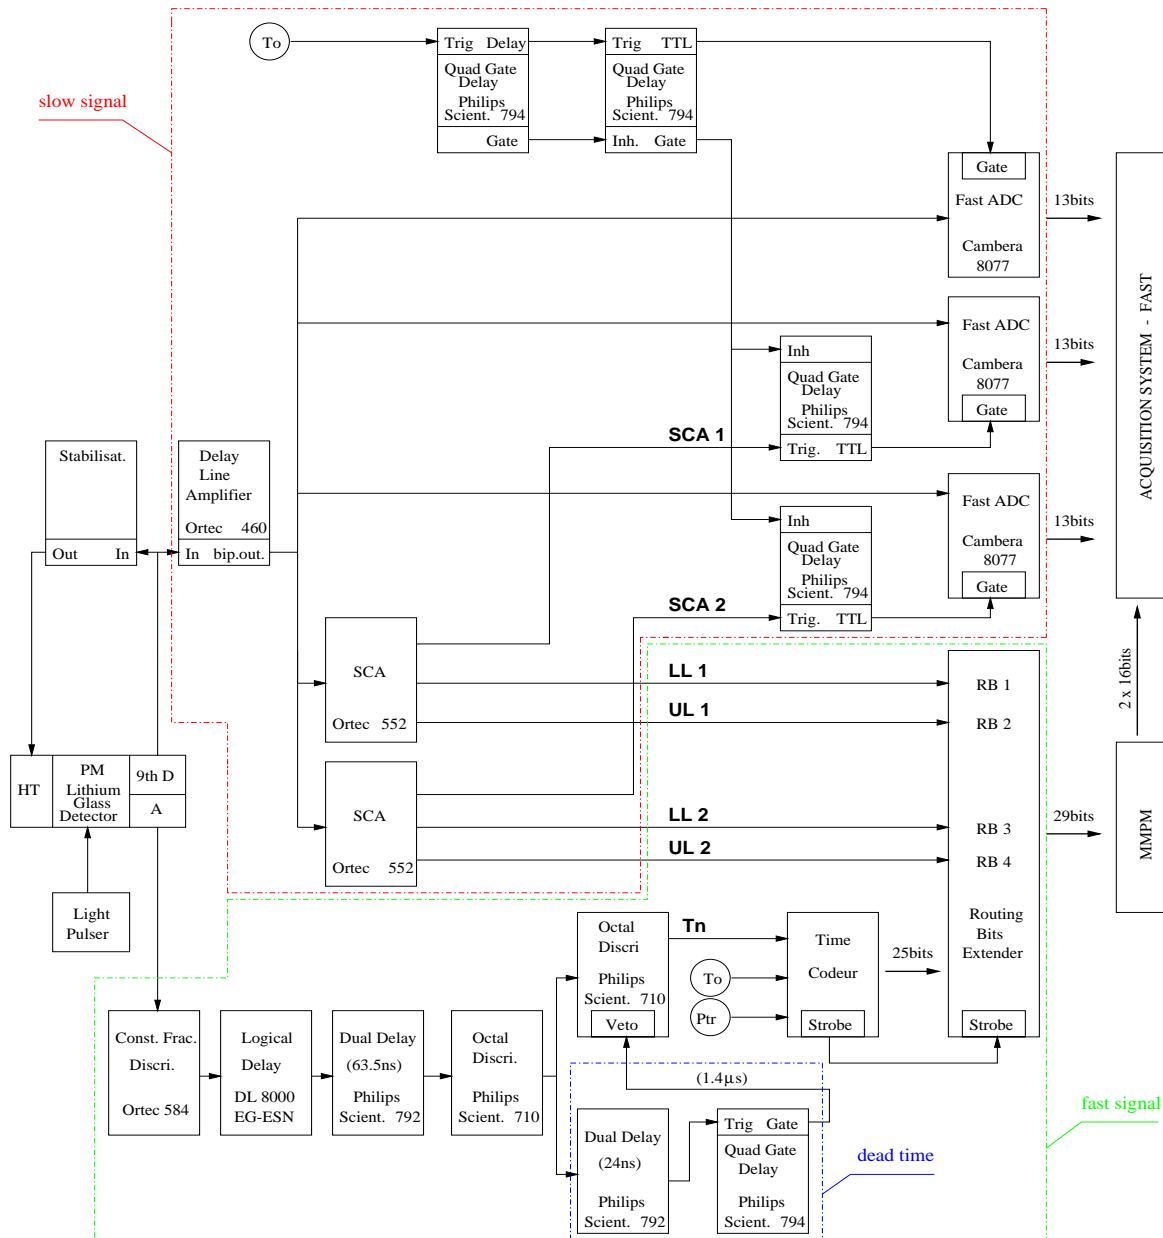 To
Trig Delay
Quad Gate
Delay
Philips
Scient. 794
Gate
Trig TTL
Quad Gate
Delay
Philips
Scient. 794
Inh. Gate
slow signal
Gate
Fast ADC
Cambera
8077
13bits
Fast ADC
Cambera
8077
Gate
13bits
Inh
Quad Gate
Delay
Philips
Scient. 794
Trig. TTL
SCA 1
ACQUISITION SYSTEM - FAST
Stabilisat.
Out In
Delay
Line
Amplifier
Ortec 460
In bip.out.
Fast ADC
Cambera
8077
Gate
13bits
Inh
Quad Gate
Delay
Philips
Scient. 794
Trig. TTL
SCA 2
SCA
Ortec 552
LL 1
UL 1
RB 1
RB 2
2 x 16bits
HT
PM
Lithium
Glass
Detector
9th D
A
SCA
Ortec 552
LL 2
UL 2
RB 3
RB 4
29bits
MMPM
Light
Pulser
Octal
Discri
Philips
Scient. 710
Veto
Tn
To
Ptr
Time
Codeur
Strobe
25bits
Routing
Bits
Extender
Strobe
Const. Frac.
Discri.
Ortec 584
Logical
Delay
DL 8000
EG-ESN
Dual Delay
(63.5ns)
Philips
Scient. 792
Octal
Discri.
Philips
Scient. 710
(1.4μs)
Dual Delay
(24ns)
Philips
Scient. 792
Trig Gate
Quad Gate
Delay
Philips
Scient. 794
dead time
fast signal